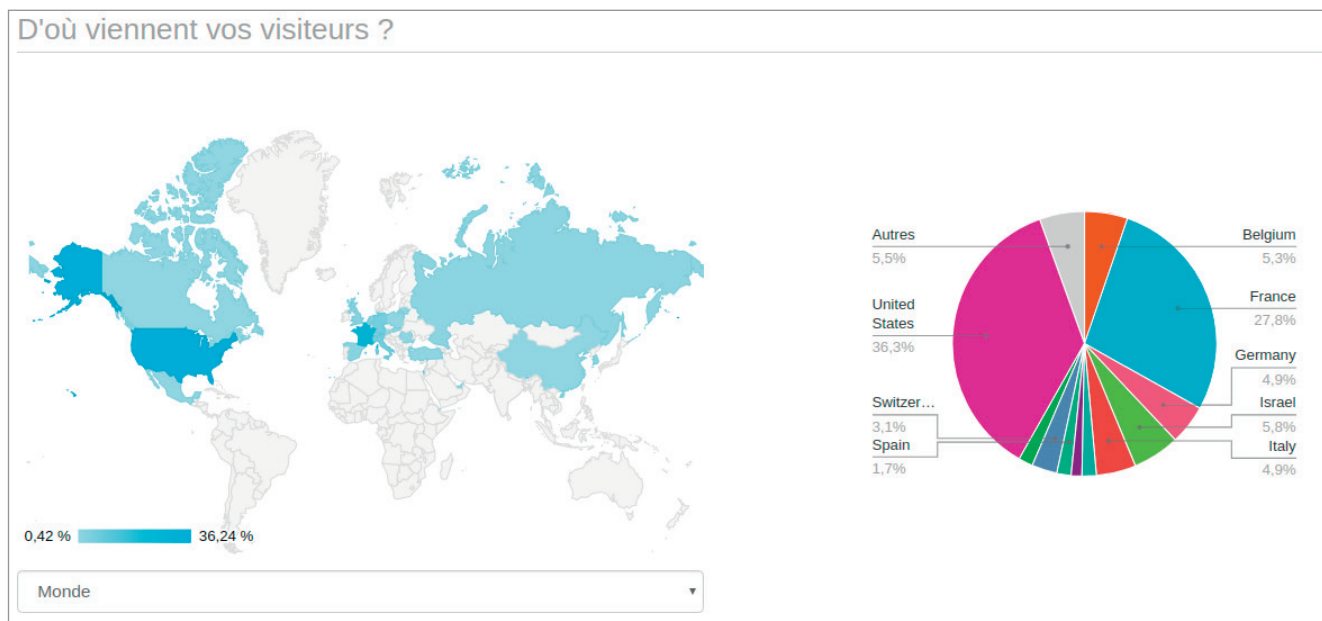 D'où viennent vos visiteurs ?
0,42 %
36,24 %
Monde
Autres
5,5%
United
States
36,3%
Switzer…
3,1%
Spain
1,7%
Belgium
5,3%
France
27,8%
Germany
4,9%
Israel
5,8%
Italy
4,9%